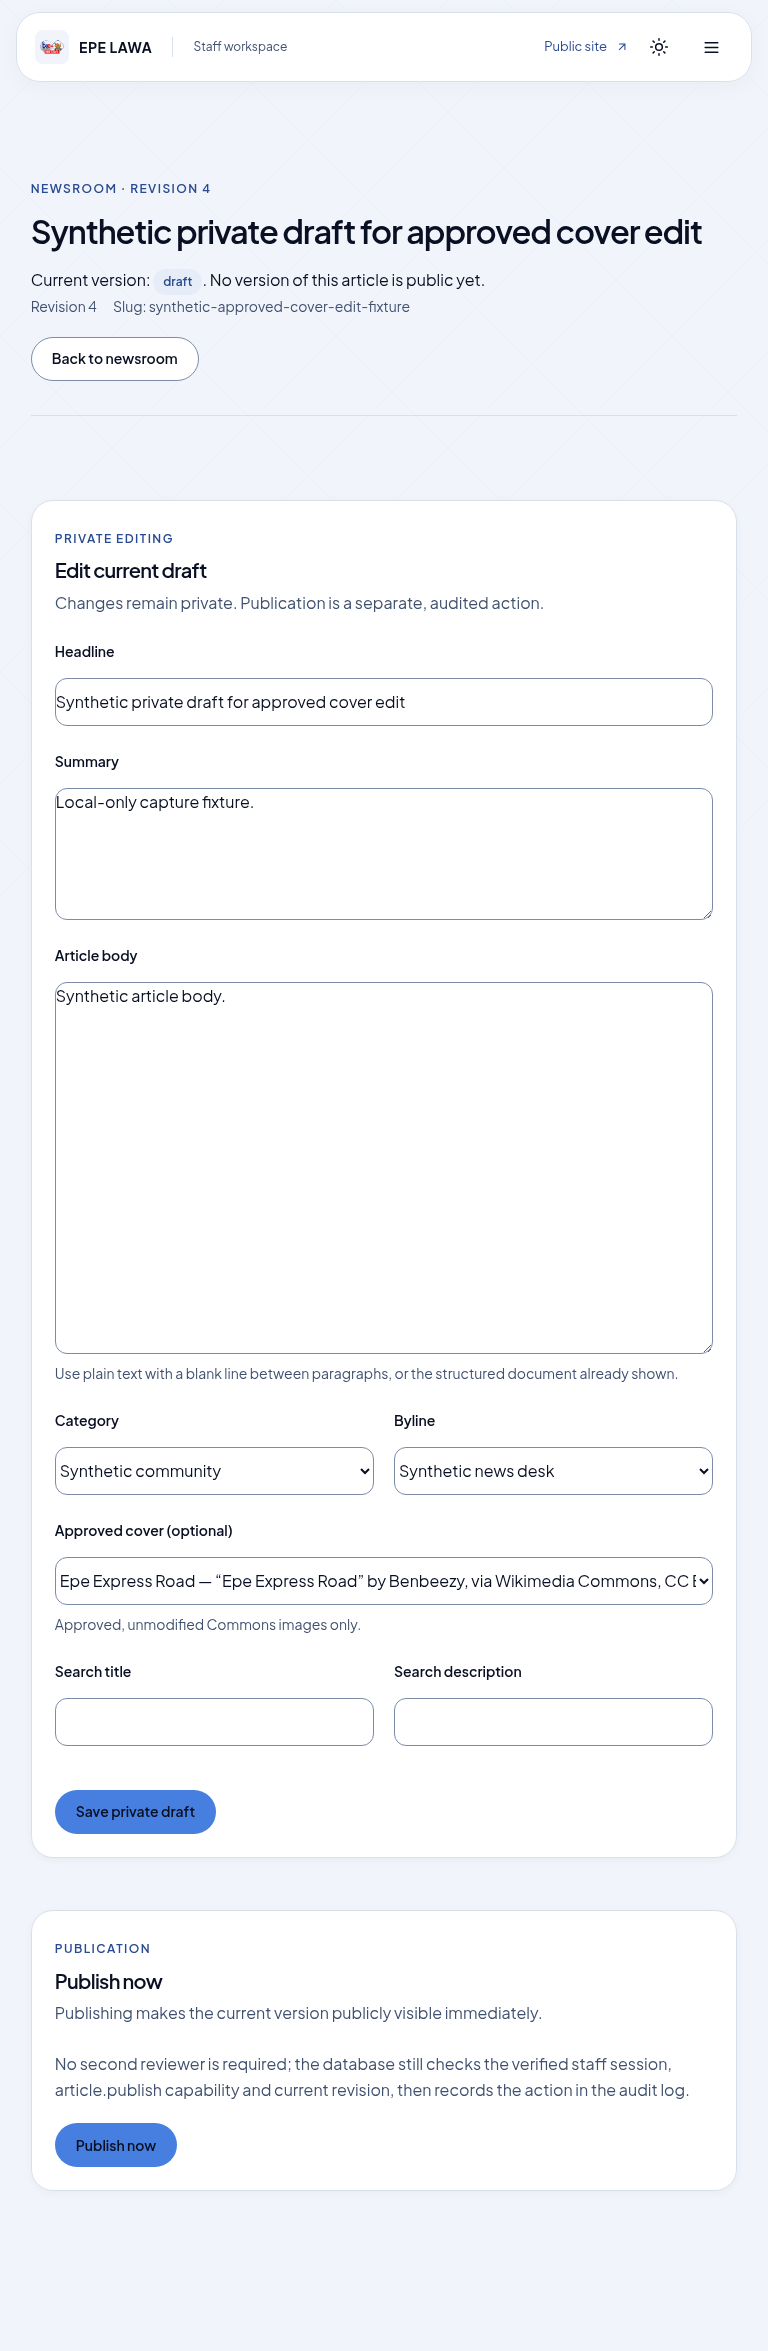 EPE LAWA
Staff workspace
Public site
NEWSROOM · REVISION 4
Synthetic private draft for approved cover edit
Current version: draft. No version of this article is public yet.
Revision 4 Slug: synthetic-approved-cover-edit-fixture
Back to newsroom
PRIVATE EDITING
Edit current draft
Changes remain private. Publication is a separate, audited action.
Headline
Synthetic private draft for approved cover edit
Summary
Local-only capture fixture.
Article body
Synthetic article body.
Use plain text with a blank line between paragraphs, or the structured document already shown.
Category
Byline
Synthetic community
Synthetic news desk
Approved cover (optional)
Epe Express Road — “Epe Express Road” by Benbeezy, via Wikimedia Commons, CC
Approved, unmodified Commons images only.
Search title
Search description
Save private draft
PUBLICATION
Publish now
Publishing makes the current version publicly visible immediately.
No second reviewer is required; the database still checks the verified staff session,
article.publish capability and current revision, then records the action in the audit log.
Publish now